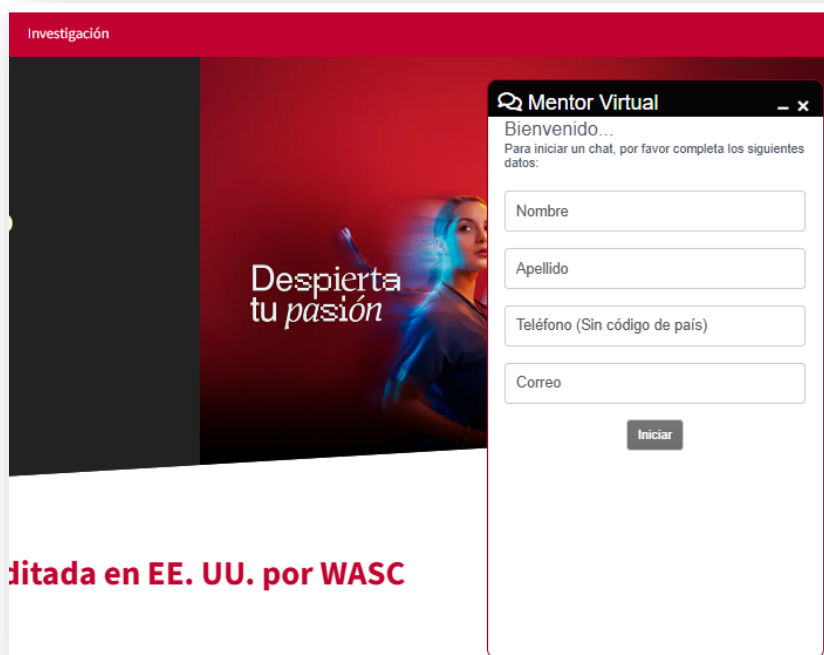 Investigación
Mentor Virtual
Bienvenido...
Para iniciar un chat, por favor completa los siguientes
datos:
Nombre
Apellido
Teléfono (Sin código de país)
Correo
Iniciar
Despierta
tu pasión
ditada en EE. UU. por WASC